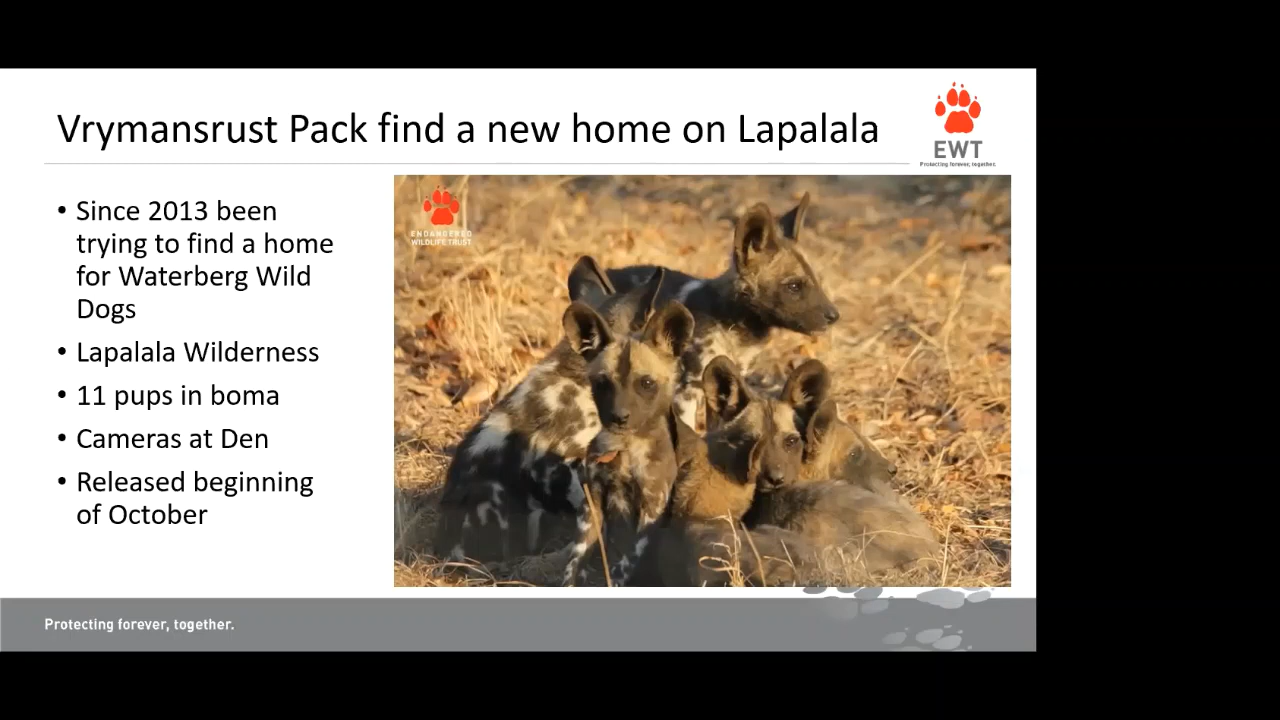 Vrymansrust Pack find a new home on Lapalala
EWT
Protecting forever, together.
• Since 2013 been
trying to find a home
for Waterberg Wild
Dogs
• Lapalala Wilderness
• 11 pups in boma
• Cameras at Den
• Released beginning
of October
ENDANGERED
WILDLIFE TRUST
Protecting forever, together.